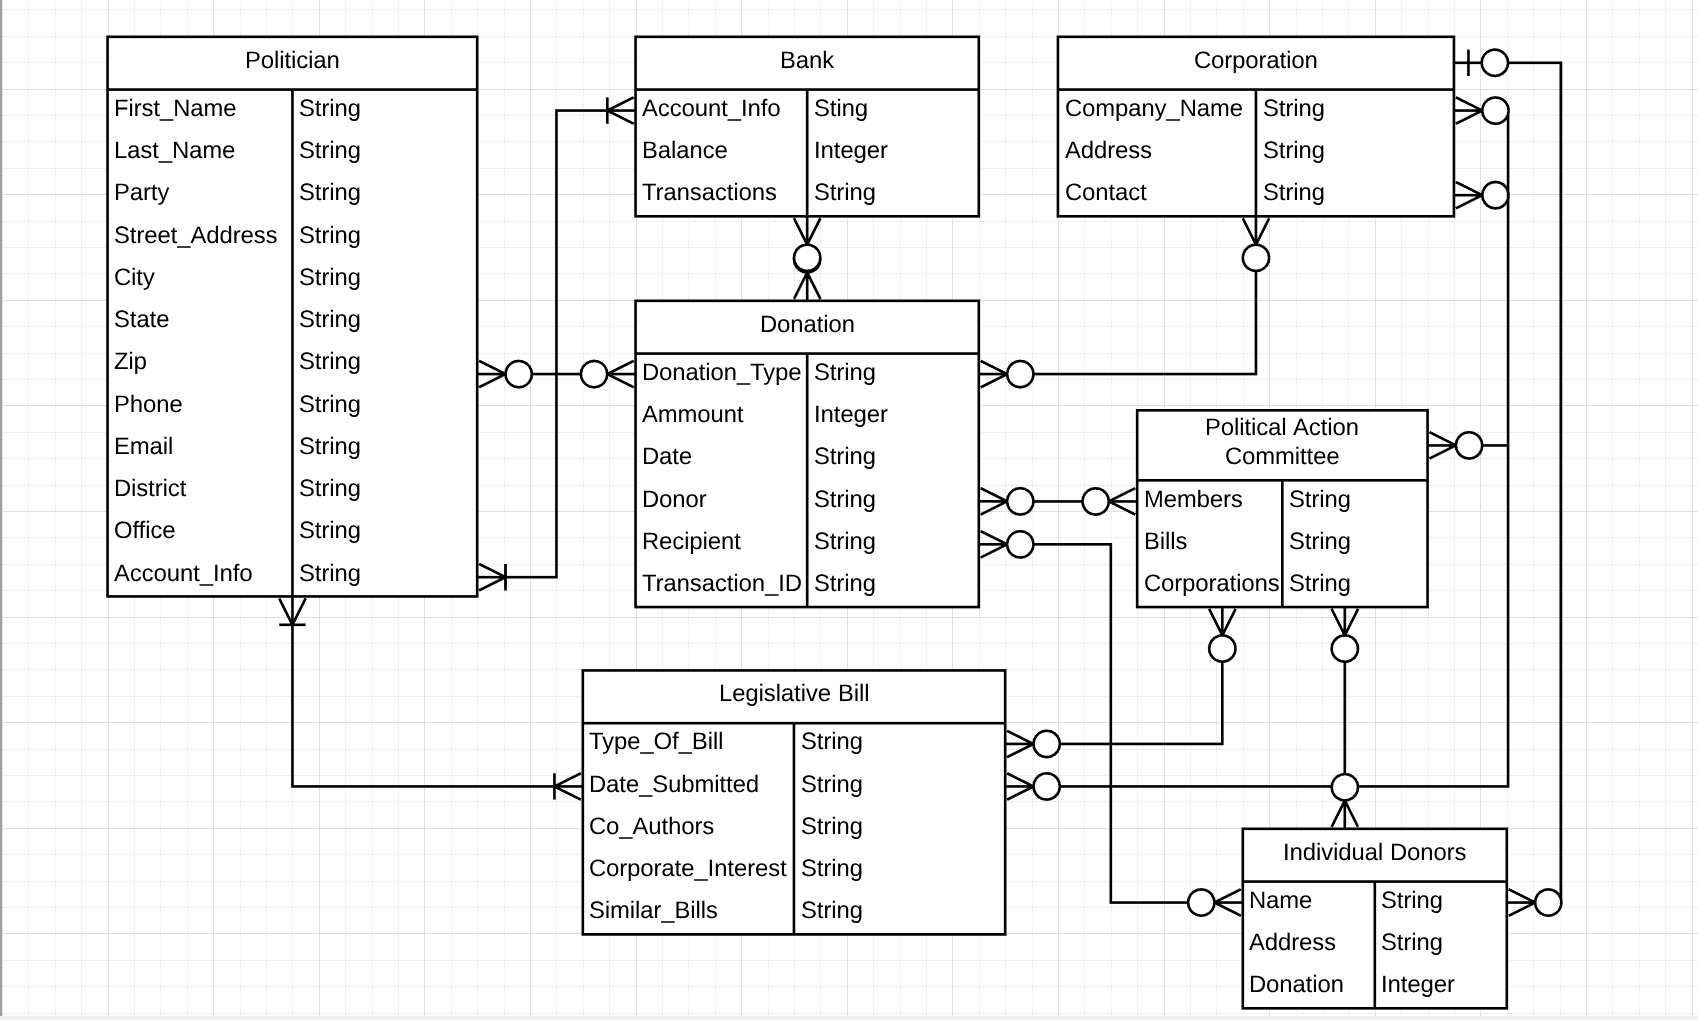 Politician
First_Name String
Last_Name String
Party String
Street_Address String
City String
State String
Zip String
Phone String
Email String
District String
Office String
Account_Info String
Bank
Account_Info Sting
Balance Integer
Transactions String
Corporation
Company_Name String
Address String
Contact String
Donation
Donation_Type String
Ammount Integer
Date String
Donor String
Recipient String
Transaction_ID String
Political Action
Committee
Members String
Bills String
Corporations String
Legislative Bill
Type_Of_Bill String
Date_Submitted String
Co_Authors String
Corporate_Interest String
Similar_Bills String
Individual Donors
Name String
Address String
Donation Integer